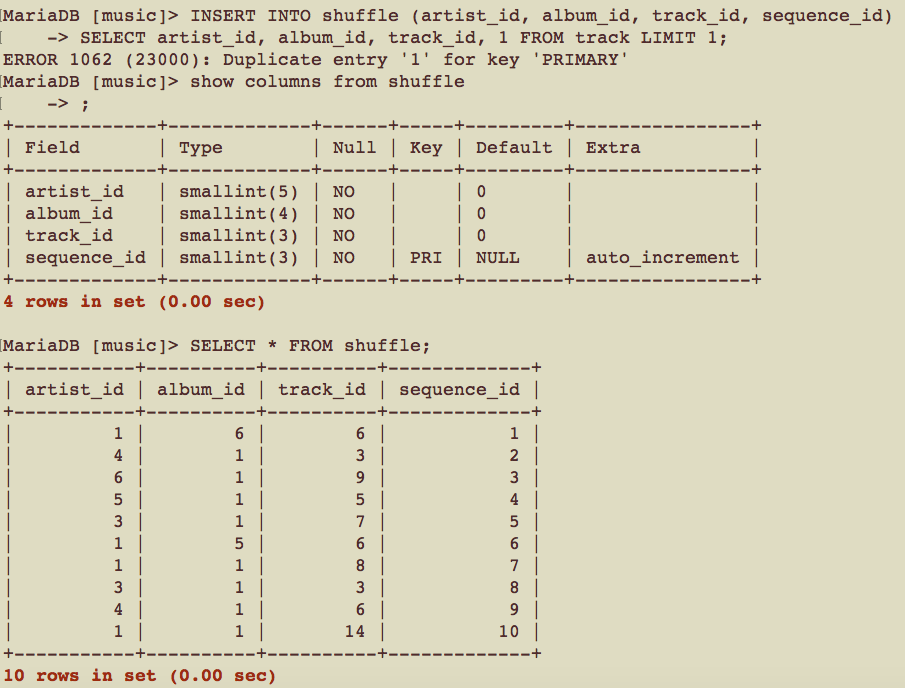 MariaDB [music]> INSERT INTO shuffle (artist_id, album_id, track_id, sequence_id)
    -> SELECT artist_id, album_id, track_id, 1 FROM track LIMIT 1;
ERROR 1062 (23000): Duplicate entry '1' for key 'PRIMARY'
MariaDB [music]> show columns from shuffle
    -> ;
+-------------+-------------+------+-----+---------+----------------+
| Field       | Type        | Null | Key | Default | Extra          |
+-------------+-------------+------+-----+---------+----------------+
| artist_id   | smallint(5) | NO   |     | 0       |                |
| album_id    | smallint(4) | NO   |     | 0       |                |
| track_id    | smallint(3) | NO   |     | 0       |                |
| sequence_id | smallint(3) | NO   | PRI | NULL    | auto_increment |
+-------------+-------------+------+-----+---------+----------------+
4 rows in set (0.00 sec)

MariaDB [music]> SELECT * FROM shuffle;
+-----------+----------+----------+-------------+
| artist_id | album_id | track_id | sequence_id |
+-----------+----------+----------+-------------+
|         1 |        6 |        6 |           1 |
|         4 |        1 |        3 |           2 |
|         6 |        1 |        9 |           3 |
|         5 |        1 |        5 |           4 |
|         3 |        1 |        7 |           5 |
|         1 |        5 |        6 |           6 |
|         1 |        1 |        8 |           7 |
|         3 |        1 |        3 |           8 |
|         4 |        1 |        6 |           9 |
|         1 |        1 |       14 |          10 |
+-----------+----------+----------+-------------+
10 rows in set (0.00 sec)